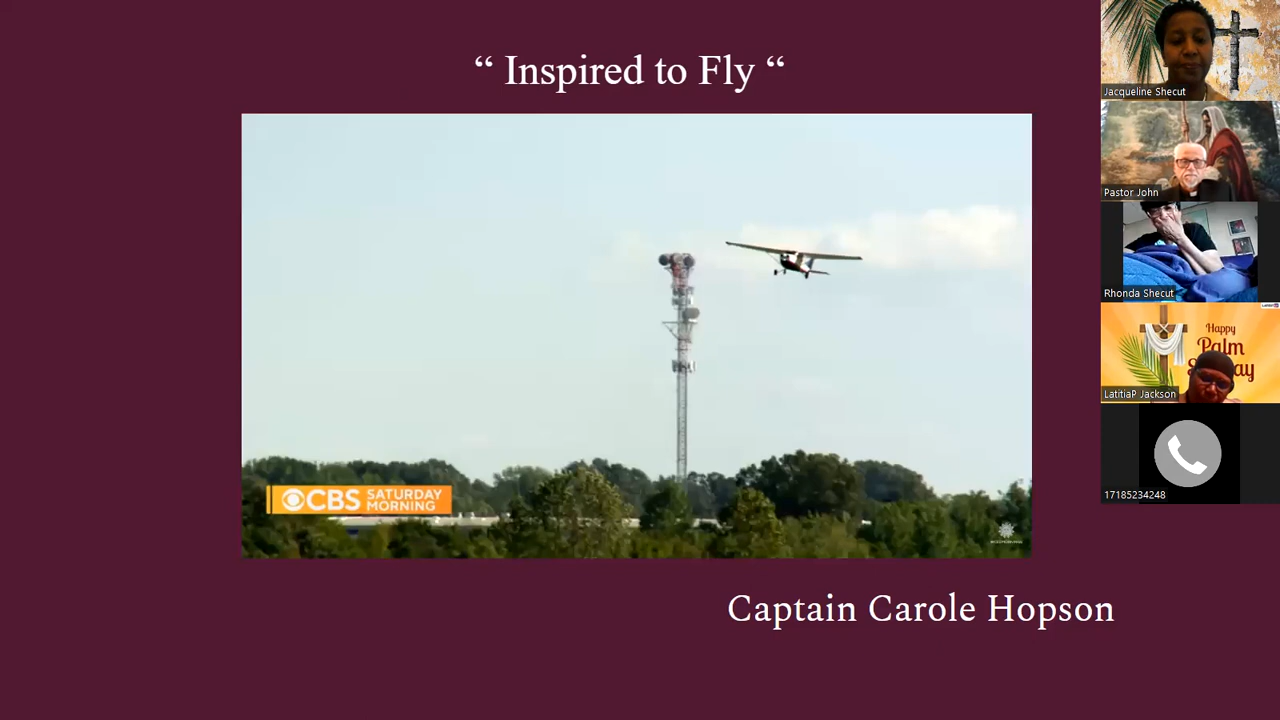 “ Inspired to Fly “
CBS SATURDAY
MORNING
Captain Carole Hopson
Jacqueline Shecut
Pastor John
Rhonda Shecut
Happy
Palm
LatitiaP Jackson
17185234248